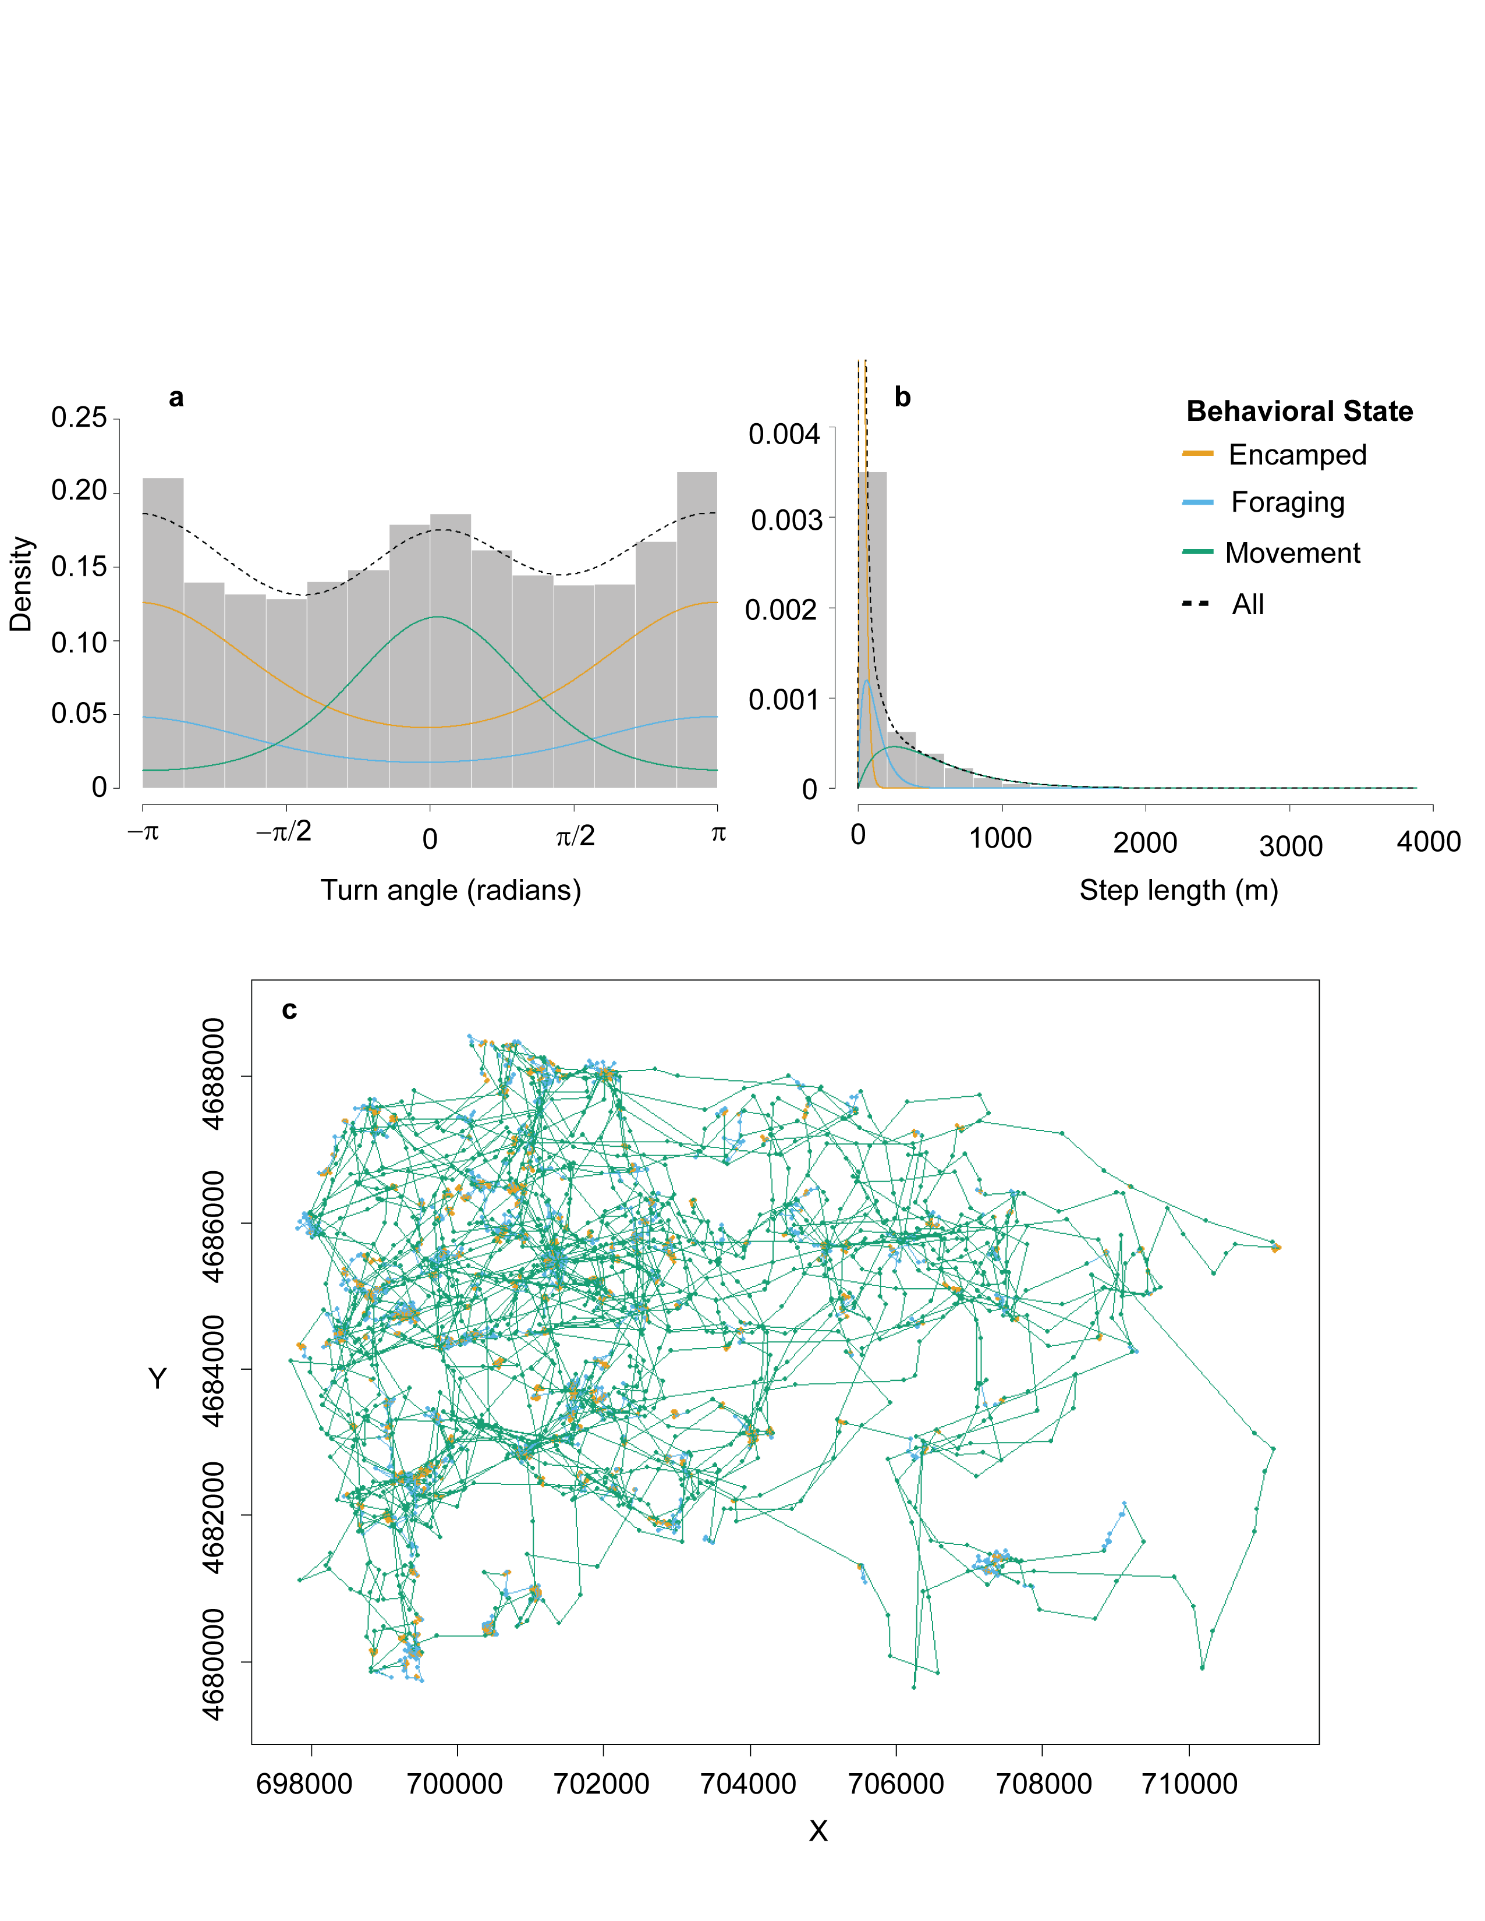 a
0.25
0.20
0.15
0.10
0.05
0
Density
−π
−π/2
0
π/2
π
Turn angle (radians)
b
0.004
0.003
0.002
0.001
0
0
1000
2000
3000
4000
Step length (m)
Behavioral State
Encamped
Foraging
Movement
All
c
4688000
4686000
4684000
4682000
4680000
Y
698000
700000
702000
704000
706000
708000
710000
X